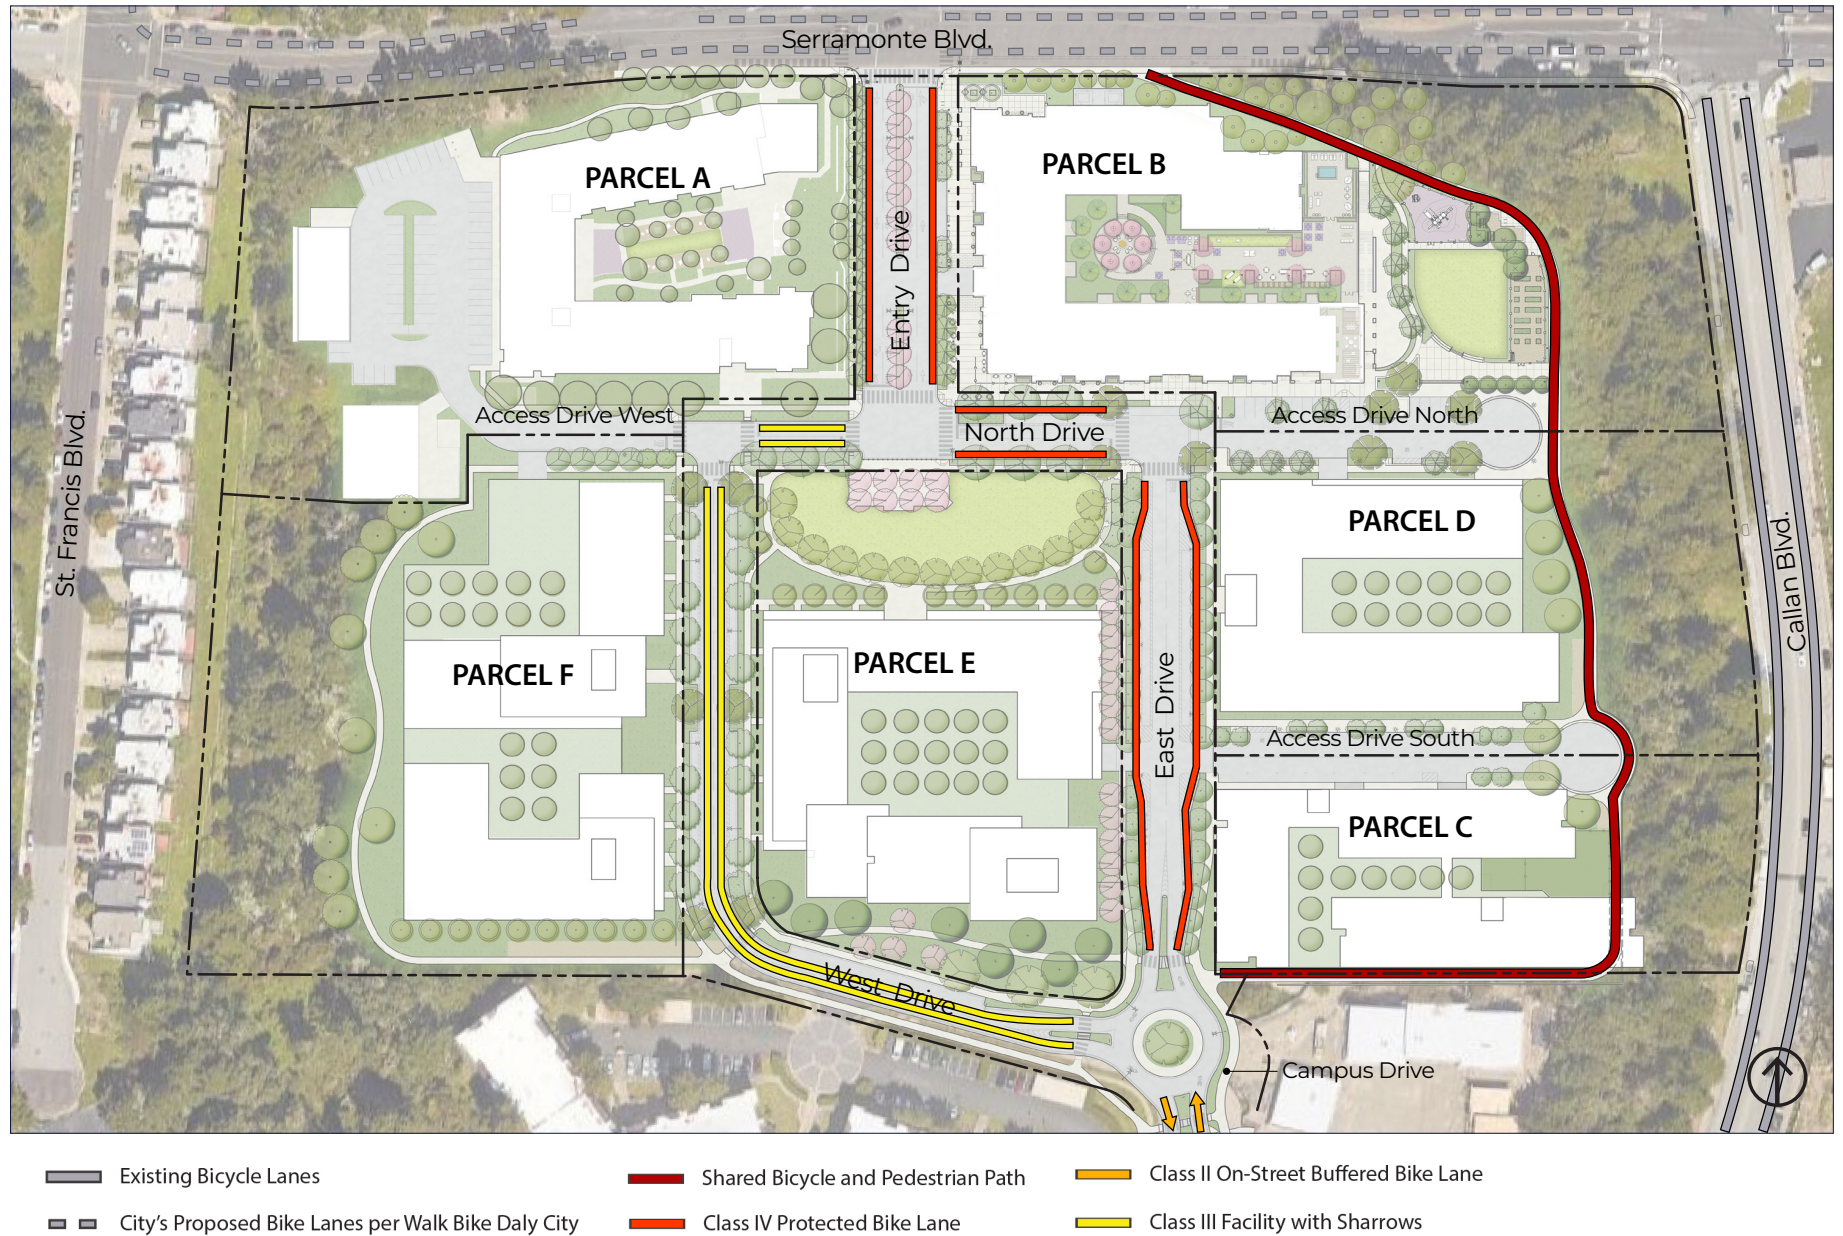 Serramonte Blvd.
PARCEL A
PARCEL B
Entry Drive
Access Drive West
North Drive
Access Drive North
St. Francis Blvd.
PARCEL D
Callan Blvd.
PARCEL F
PARCEL E
East Drive
Access Drive South
PARCEL C
West Drive
Campus Drive
Existing Bicycle Lanes
Shared Bicycle and Pedestrian Path
Class II On-Street Buffered Bike Lane
City's Proposed Bike Lanes per Walk Bike Daly City
Class IV Protected Bike Lane
Class III Facility with Sharrows